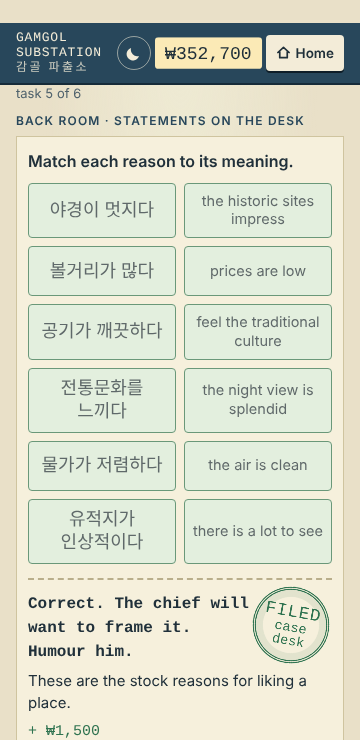 GAMGOL
SUBSTATION
감골 파출소
₩352,700
Home
task 5 of 6
BACK ROOM · STATEMENTS ON THE DESK
Match each reason to its meaning.
야경이 멋지다
the historic sites
impress
볼거리가 많다
prices are low
공기가 깨끗하다
feel the traditional
culture
전통문화를
느끼다
the night view is
splendid
물가가 저렴하다
the air is clean
유적지가
인상적이다
there is a lot to see
Correct. The chief will
want to frame it.
Humour him.
FILED
case
desk
These are the stock reasons for liking a
place.
+ ₩1,500